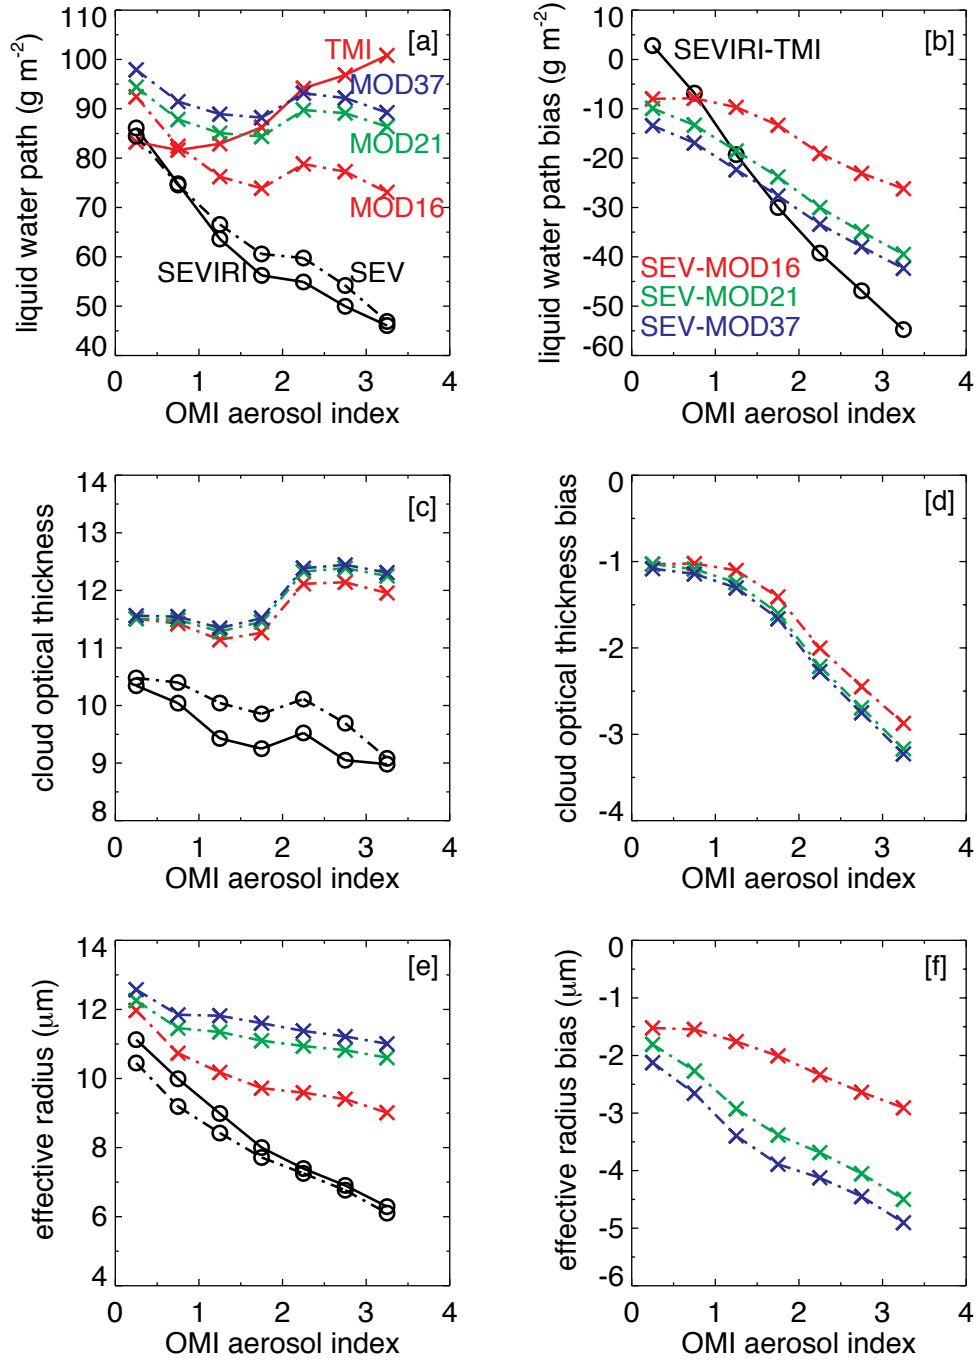 [a]
liquid water path (g m-2)
110
100
90
80
70
60
50
40
TMI
MOD37
MOD21
MOD16
SEVIRI
SEV
0 1 2 3 4
OMI aerosol index
[b]
liquid water path bias (g m-2)
10
0
-10
-20
-30
-40
-50
-60
SEVIRI-TMI
SEV-MOD16
SEV-MOD21
SEV-MOD37
0 1 2 3 4
OMI aerosol index
[c]
cloud optical thickness
14
13
12
11
10
9
8
0 1 2 3 4
OMI aerosol index
[d]
cloud optical thickness bias
0
-1
-2
-3
-4
0 1 2 3 4
OMI aerosol index
[e]
effective radius (μm)
14
12
10
8
6
4
0 1 2 3 4
OMI aerosol index
[f]
effective radius bias (μm)
0
-1
-2
-3
-4
-5
-6
0 1 2 3 4
OMI aerosol index